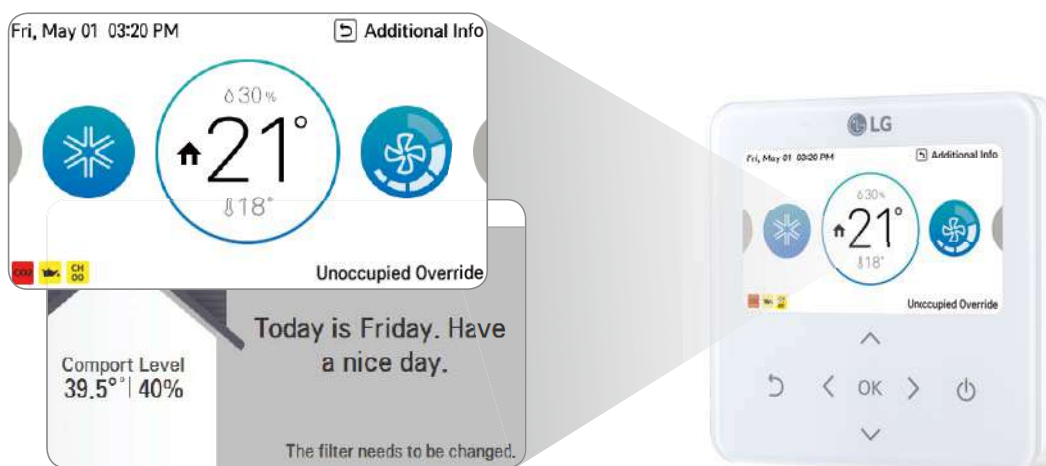 Fri, May 01 03:20 PM
Additional Info
30%
21°
18°
CO2
CH
00
Unoccupied Override
Today is Friday. Have
a nice day.
Comport Level
39.5°| 40%
The filter needs to be changed.
LG
Fri, May 01 03:20 PM
Additional Info
30%
21°
18°
Unoccupied Override
OK